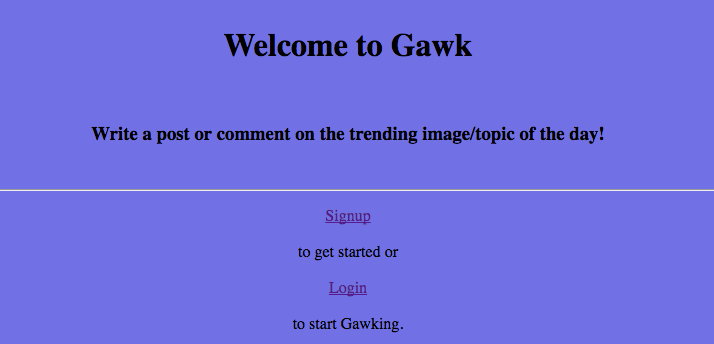 Welcome to Gawk
Write a post or comment on the trending image/topic of the day!
Signup
to get started or
Login
to start Gawking.